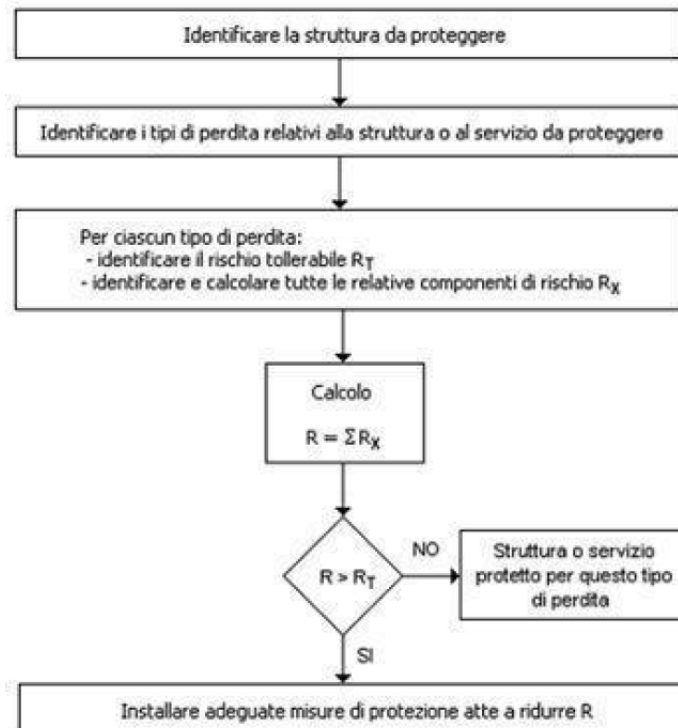 Identificare la struttura da proteggere
Identificare i tipi di perdita relativi alla struttura o al servizio da proteggere
Per ciascun tipo di perdita:
- identificare il rischio tollerabile RT
- identificare e calcolare tutte le relative componenti di rischio RX
Calcolo
R = ΣRX
R > RT
NO
Struttura o servizio
protetto per questo tipo
di perdita
SI
Installare adeguate misure di protezione atte a ridurre R